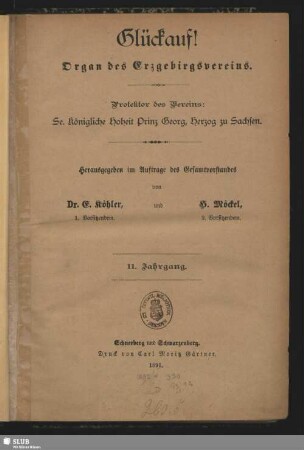 Glückauf!
Organ des Erzgebirgsvereins.
Protektor des Vereins:
Se. Königliche Hoheit Prinz Georg, Herzog zu Sachsen.
Herausgegeben im Auftrage des Gesamtvorstandes
von
Dr. E. Köhler, und H. Möckel,
1. Vorsitzendem. 2. Vorsitzendem.
11. Jahrgang.
Schneeberg und Schwarzenberg.
Druck von Carl Moritz Gärtner.
1891.
SLUB